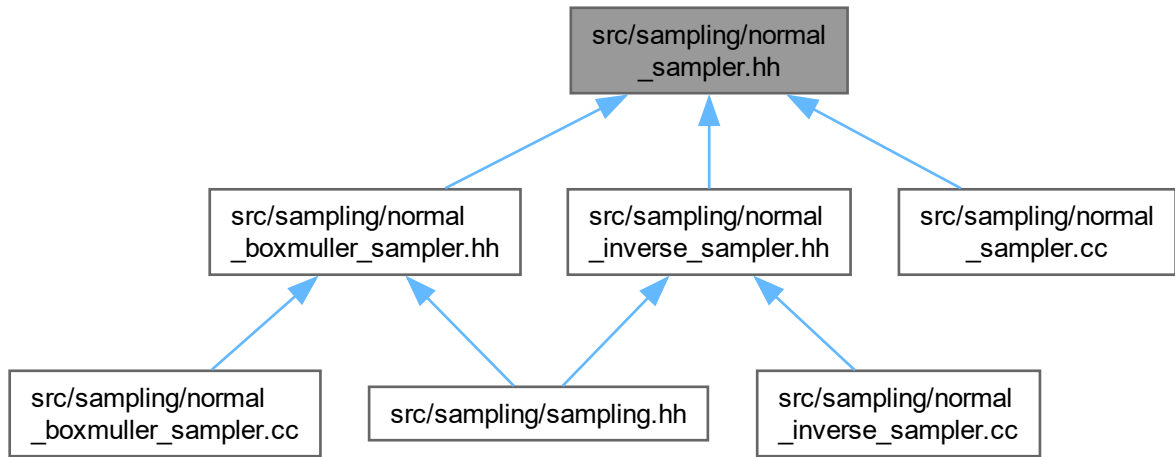 src/sampling/normal
_sampler.hh
src/sampling/normal
_boxmuller_sampler.hh
src/sampling/normal
_inverse_sampler.hh
src/sampling/normal
_sampler.cc
src/sampling/normal
_boxmuller_sampler.cc
src/sampling/sampling.hh
src/sampling/normal
_inverse_sampler.cc